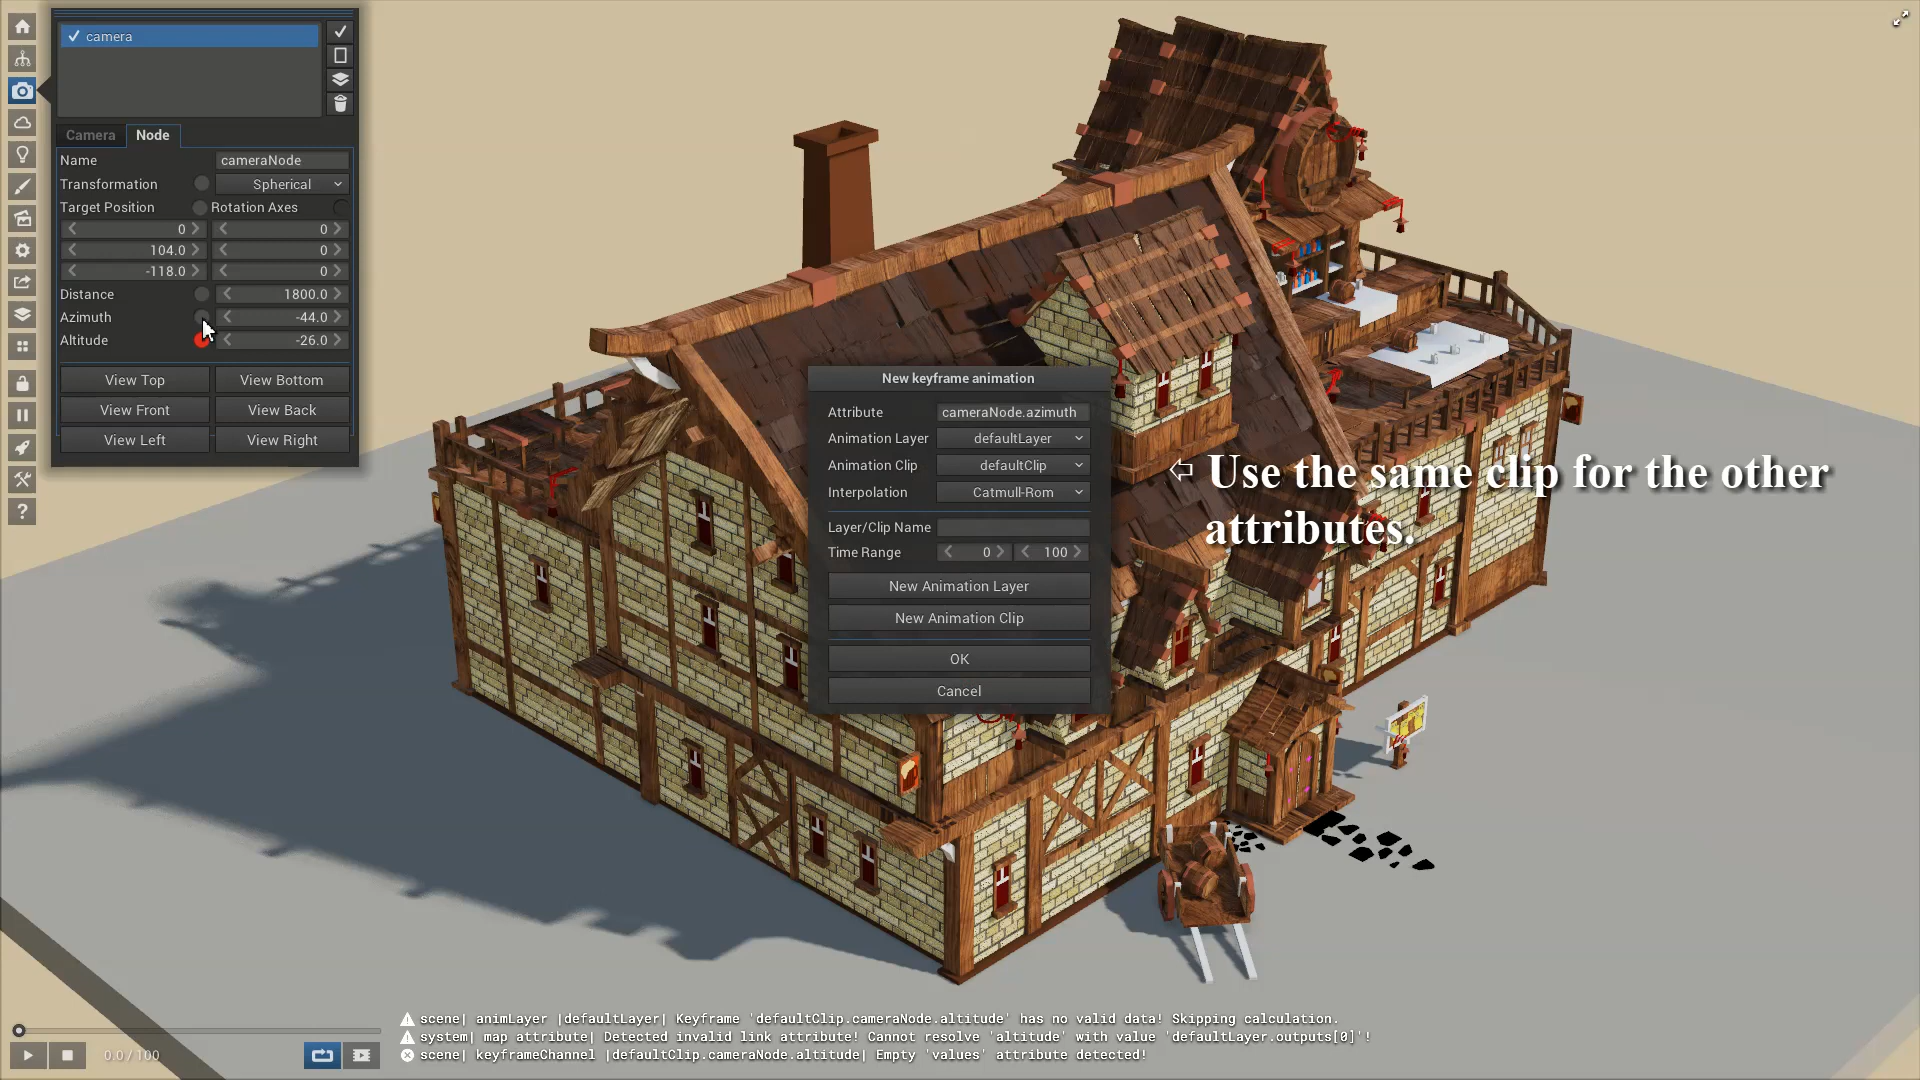 camera
Camera Node
Name cameraNode
Transformation Spherical
Target Position Rotation Axes
0 0
104.0 0
-118.0 0
Distance 1800.0
Azimuth -44.0
Altitude -26.0
View Top View Bottom
View Front View Back
View Left View Right
New keyframe animation
Attribute cameraNode.azimuth
Animation Layer defaultLayer
Animation Clip defaultClip
Interpolation Catmull-Rom
Layer/Clip Name
Time Range 0 100
New Animation Layer
New Animation Clip
OK
Cancel
Use the same clip for the other
attributes.
scene| animLayer |defaultLayer| Keyframe 'defaultClip.cameraNode.altitude' has no valid data! Skipping calculation.
system| map attribute| Detected invalid link attribute! Cannot resolve 'altitude' with value 'defaultLayer.outputs[0]'!
scene| keyframeChannel |defaultClip.cameraNode.altitude| Empty 'values' attribute detected!
0.0 / 100